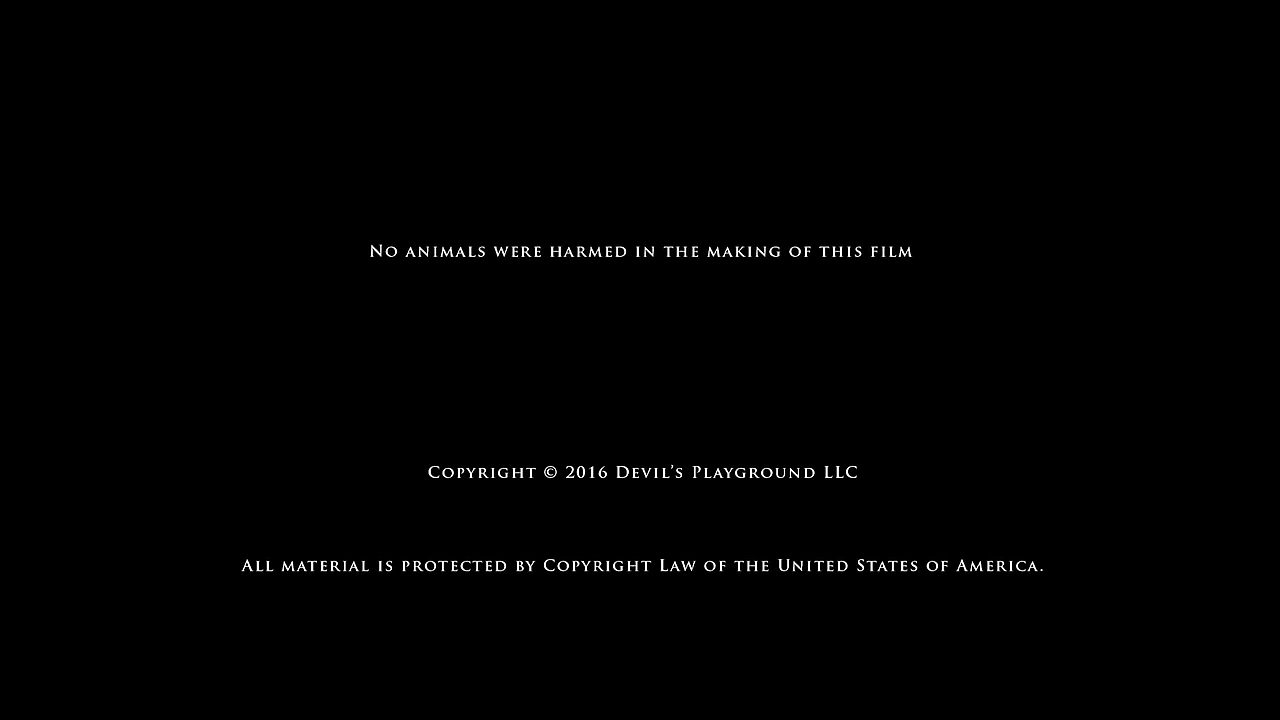 No animals were harmed in the making of this film
Copyright © 2016 Devil’s Playground LLC
All material is protected by Copyright Law of the United States of America.